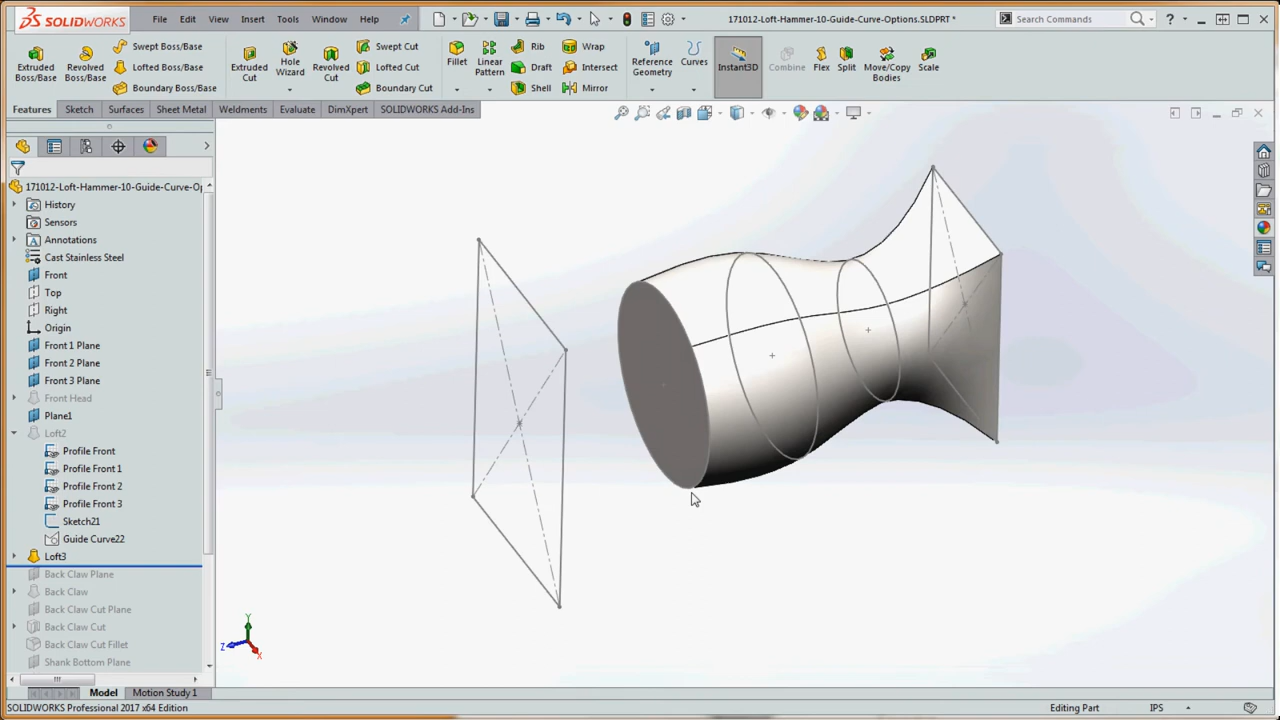 SOLIDWORKS File Edit View Insert Tools Window Help 171012-Loft-Hammer-10-Guide-Curve-Options.SLDPRT * Search Commands
Extruded Boss/Base
Revolved Boss/Base
Swept Boss/Base
Lofted Boss/Base
Boundary Boss/Base
Extruded Cut
Hole Wizard
Revolved Cut
Swept Cut
Lofted Cut
Boundary Cut
Fillet
Linear Pattern
Rib
Draft
Shell
Wrap
Intersect
Mirror
Reference Geometry
Curves
Instant3D
Combine
Flex
Split
Move/Copy Bodies
Scale
Features Sketch Surfaces Sheet Metal Weldments Evaluate DimXpert SOLIDWORKS Add-Ins
171012-Loft-Hammer-10-Guide-Curve-Op
History
Sensors
Annotations
Cast Stainless Steel
Front
Top
Right
Origin
Front 1 Plane
Front 2 Plane
Front 3 Plane
Front Head
Plane1
Loft2
Profile Front
Profile Front 1
Profile Front 2
Profile Front 3
Sketch21
Guide Curve22
Loft3
Back Claw Plane
Back Claw
Back Claw Cut Plane
Back Claw Cut
Back Claw Cut Fillet
Shank Bottom Plane
Y
Z
X
Model Motion Study 1
SOLIDWORKS Professional 2017 x64 Edition Editing Part IPS